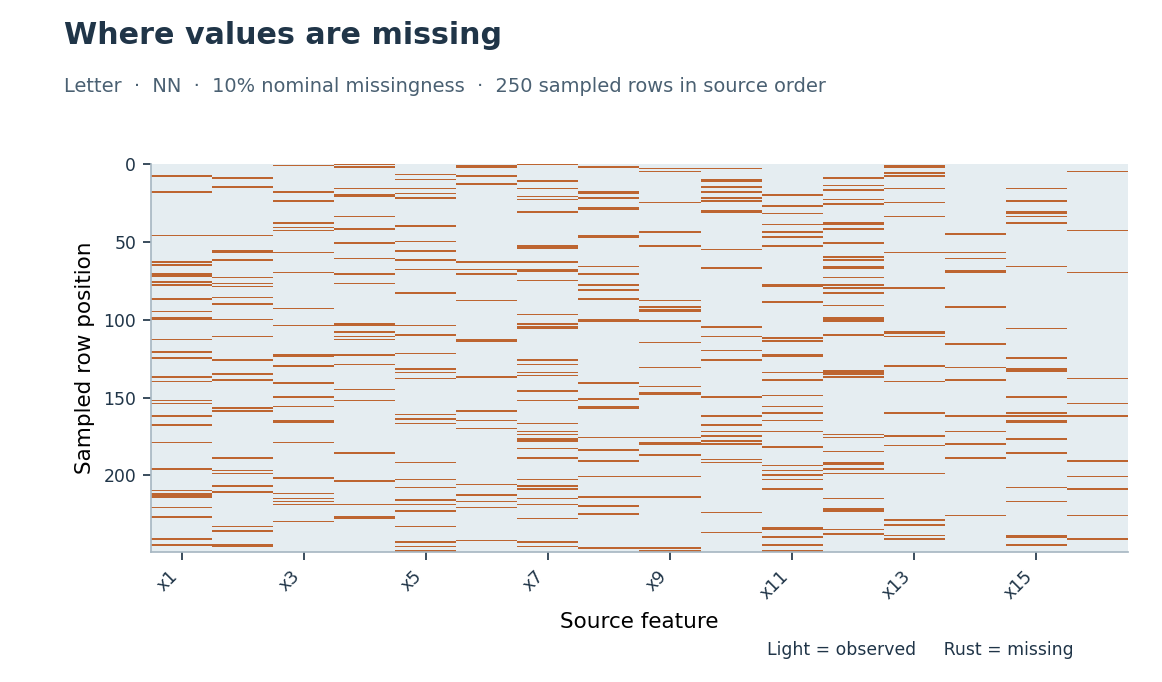 Where values are missing
Letter · NN · 10% nominal missingness · 250 sampled rows in source order
0
50
100
150
200
Sampled row position
x1 x3 x5 x7 x9 x11 x13 x15
Source feature
Light = observed Rust = missing